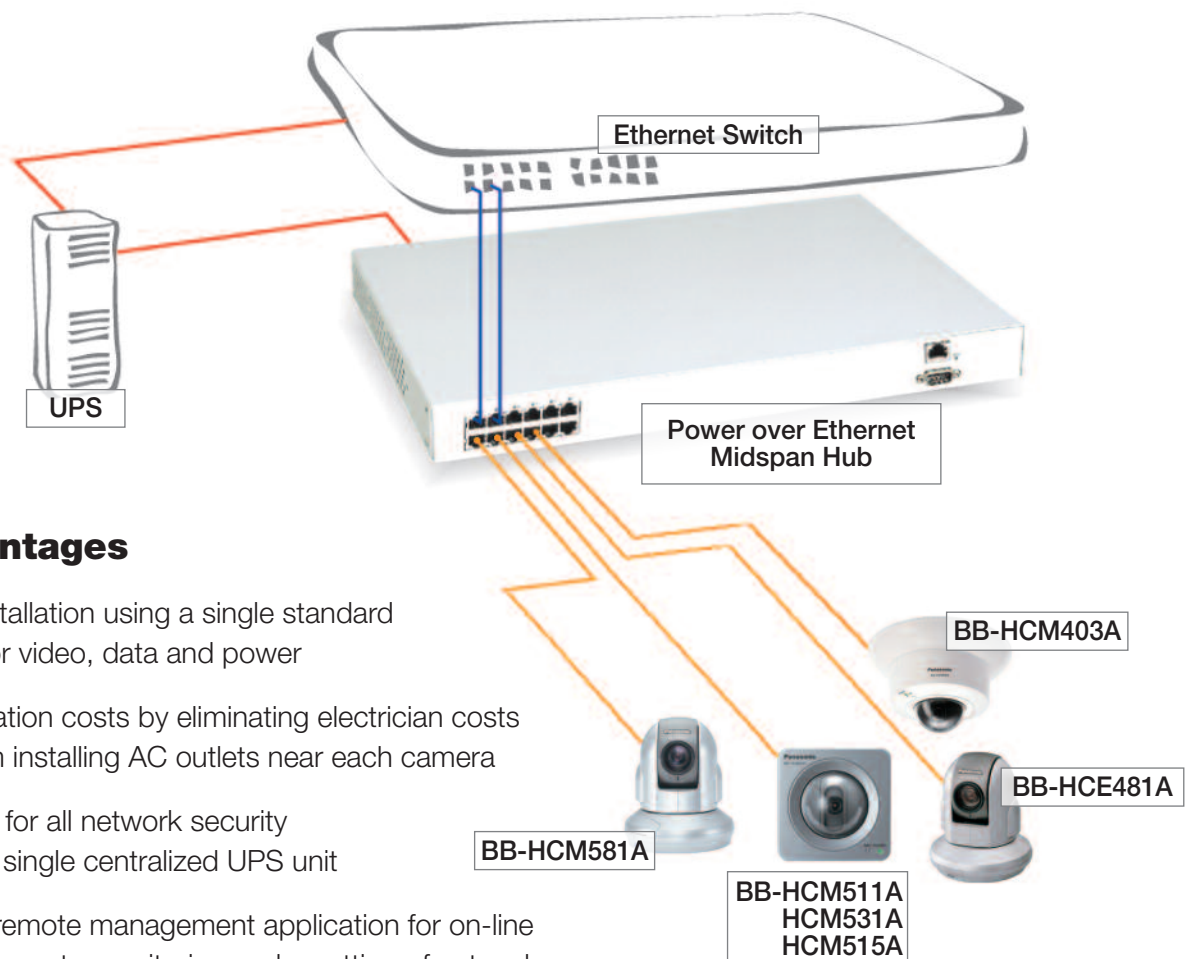 Ethernet Switch
UPS
Power over Ethernet
Midspan Hub
ntages
tallation using a single standard
or video, data and power
ation costs by eliminating electrician costs
n installing AC outlets near each camera
for all network security
single centralized UPS unit
remote management application for on-line
BB-HCM403A
BB-HCE481A
BB-HCM581A
Panasonic
BB-HCM511A
HCM531A
HCM515A